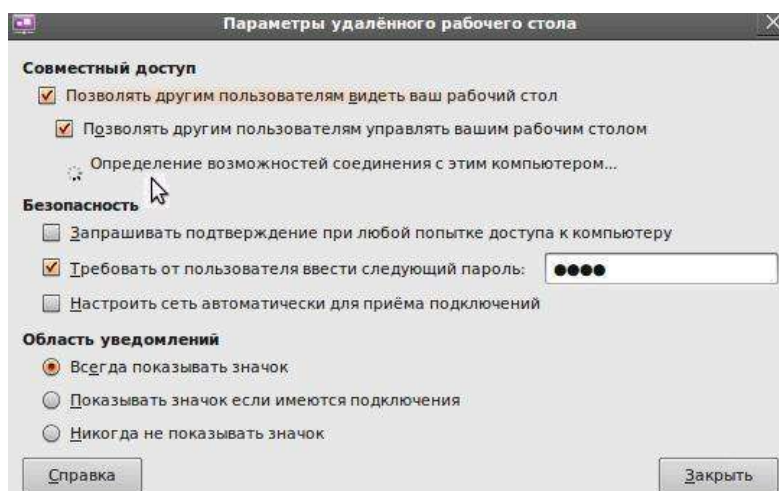 Параметры удалённого рабочего стола
Совместный доступ
Позволять другим пользователям видеть ваш рабочий стол
Позволять другим пользователям управлять вашим рабочим столом
Определение возможностей соединения с этим компьютером...
Безопасность
Запрашивать подтверждение при любой попытке доступа к компьютеру
Требовать от пользователя ввести следующий пароль: ●●●●
Настроить сеть автоматически для приёма подключений
Область уведомлений
Всегда показывать значок
Показывать значок если имеются подключения
Никогда не показывать значок
Справка Закрыть